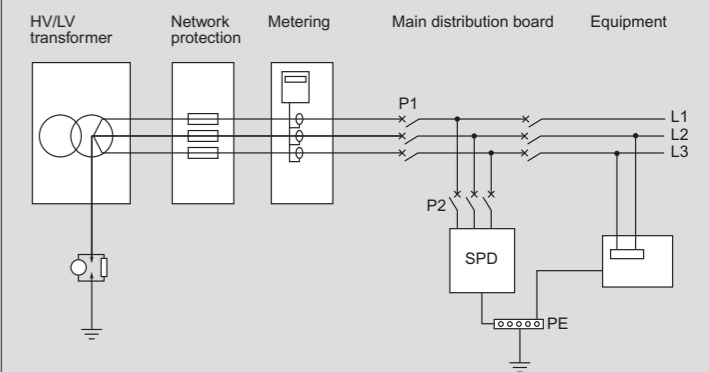 HV/LV
transformer
Network
protection
Metering
Main distribution board
Equipment
P1
L1
L2
L3
P2
SPD
PE